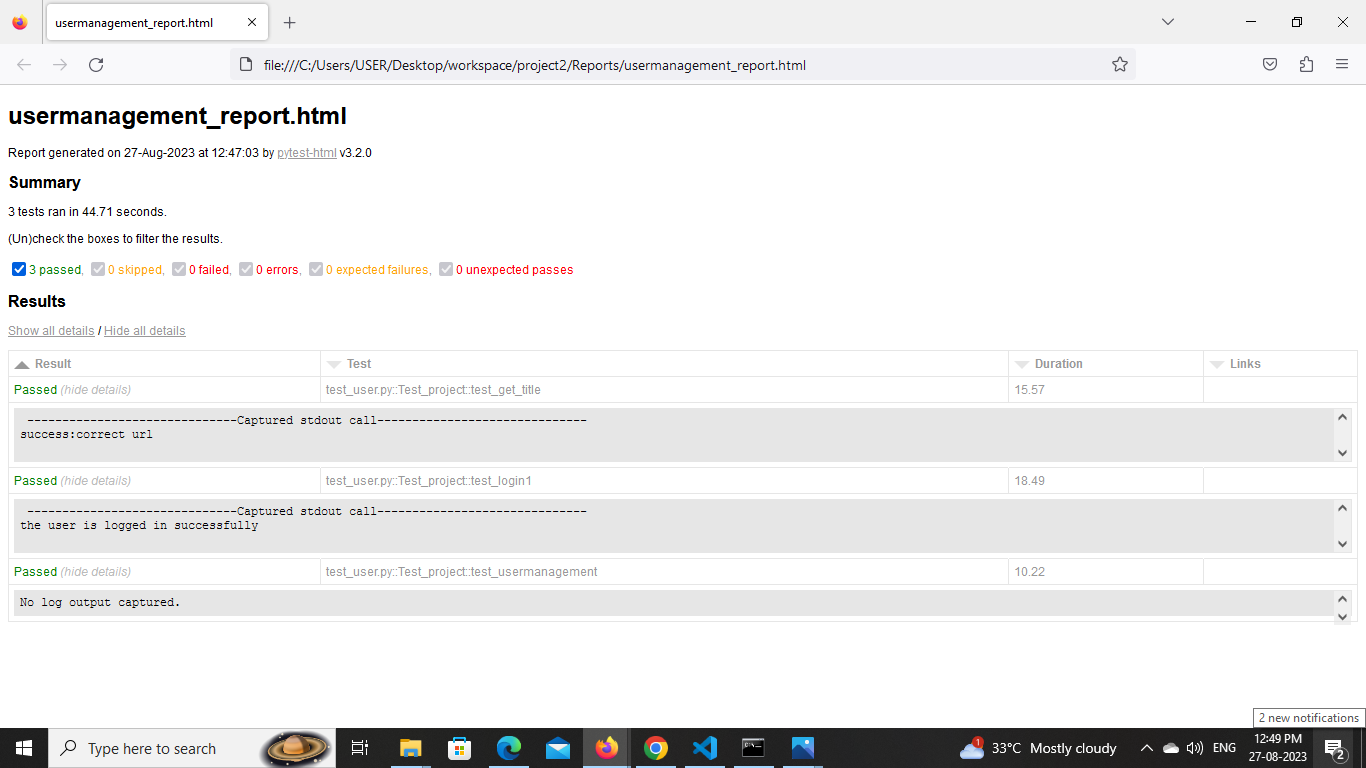 usermanagement_report.html
file:///C:/Users/USER/Desktop/workspace/project2/Reports/usermanagement_report.html
usermanagement_report.html
Report generated on 27-Aug-2023 at 12:47:03 by pytest-html v3.2.0
Summary
3 tests ran in 44.71 seconds.
(Un)check the boxes to filter the results.
3 passed, 0 skipped, 0 failed, 0 errors, 0 expected failures, 0 unexpected passes
Results
Show all details / Hide all details
Result Test Duration Links
Passed (hide details) test_user.py::Test_project::test_get_title 15.57
------------------------------Captured stdout call------------------------------
success:correct url
Passed (hide details) test_user.py::Test_project::test_login1 18.49
------------------------------Captured stdout call------------------------------
the user is logged in successfully
Passed (hide details) test_user.py::Test_project::test_usermanagement 10.22
No log output captured.
2 new notifications
Type here to search
1
33°C Mostly cloudy
ENG
12:49 PM
27-08-2023
2